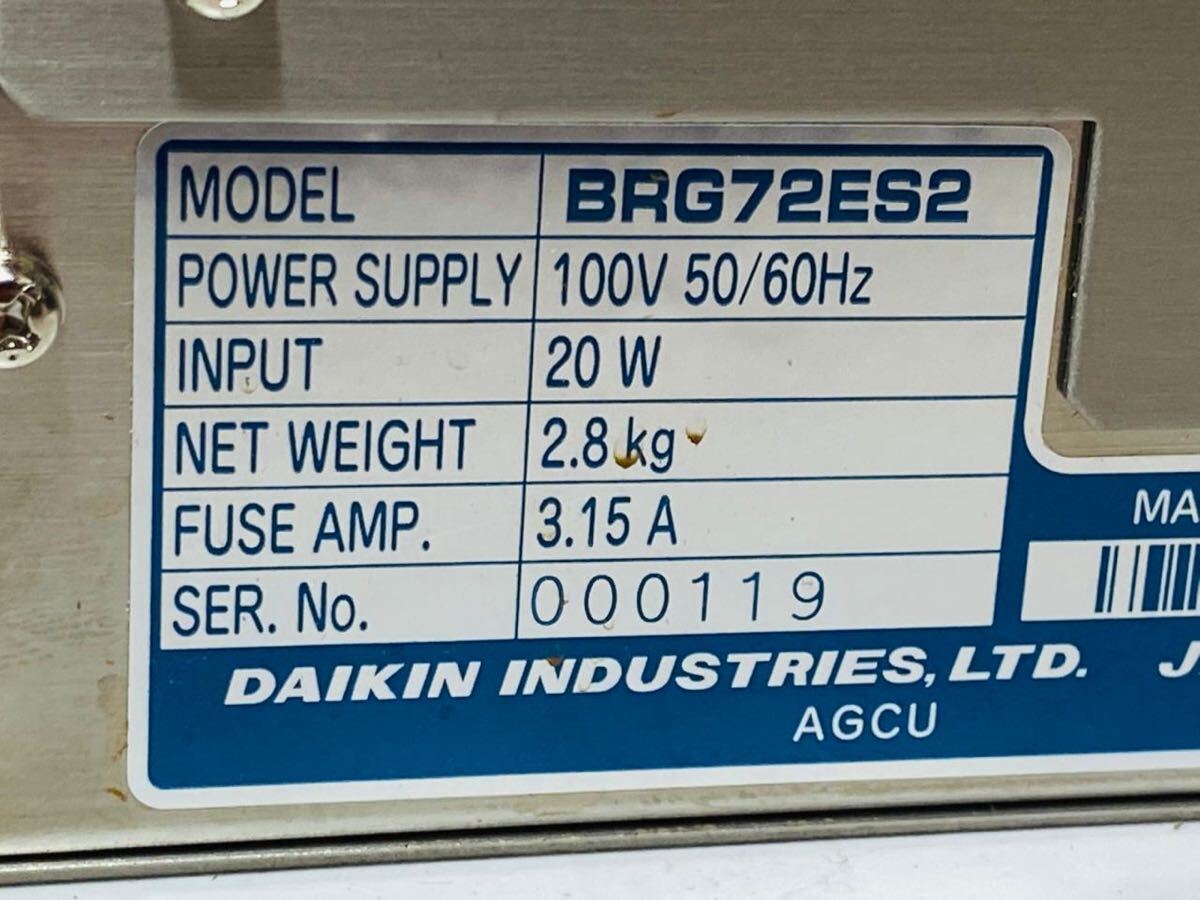 MODEL BRG72ES2
POWER SUPPLY 100V 50/60Hz
INPUT 20 W
NET WEIGHT 2.8 kg
FUSE AMP. 3.15 A
SER. No. 000119
MA
DAIKIN INDUSTRIES, LTD. J
AGCU